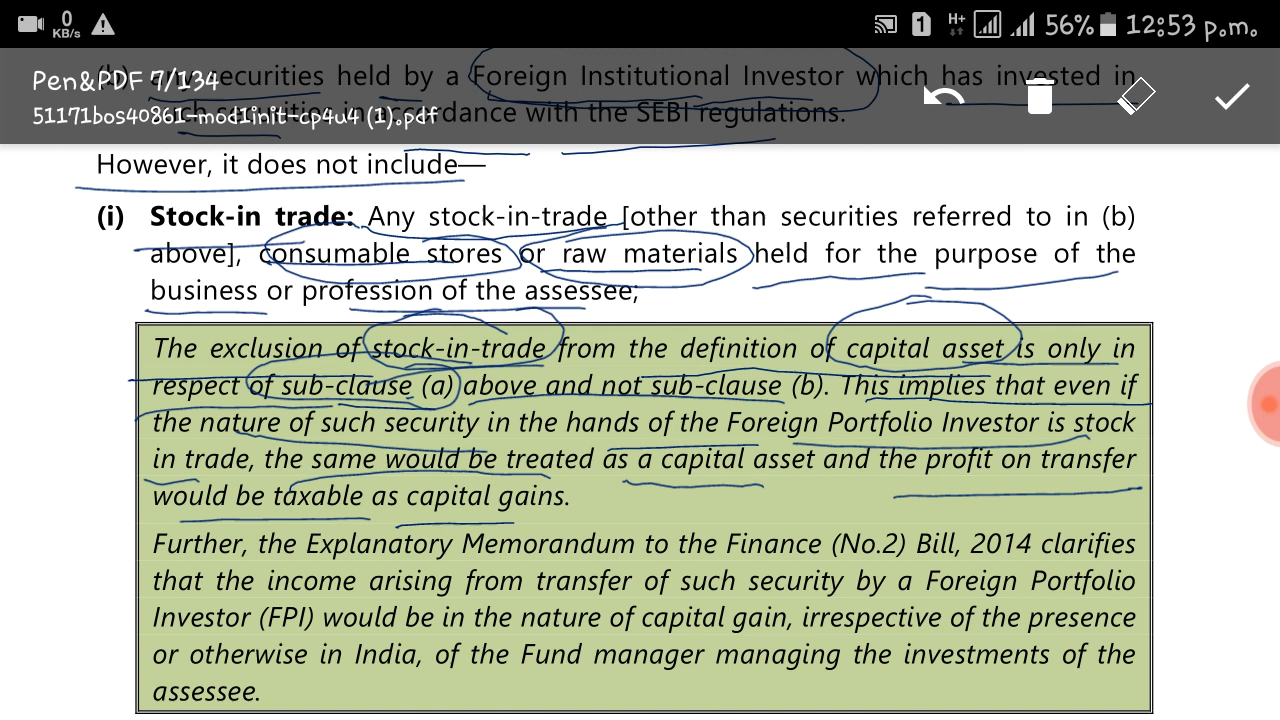 0 KB/s 1 H+ 56% 12:53 p.m.
(b) any securities held by a Foreign Institutional Investor which has invested in
Pen&PDF 7/134
such securities in accordance with the SEBI regulations.
51171bos40861-mod1init-cp4u4 (1).pdf
However, it does not include—
(i) Stock-in trade: Any stock-in-trade [other than securities referred to in (b)
above], consumable stores or raw materials held for the purpose of the
business or profession of the assessee;
The exclusion of stock-in-trade from the definition of capital asset is only in
respect of sub-clause (a) above and not sub-clause (b). This implies that even if
the nature of such security in the hands of the Foreign Portfolio Investor is stock
in trade, the same would be treated as a capital asset and the profit on transfer
would be taxable as capital gains.
Further, the Explanatory Memorandum to the Finance (No.2) Bill, 2014 clarifies
that the income arising from transfer of such security by a Foreign Portfolio
Investor (FPI) would be in the nature of capital gain, irrespective of the presence
or otherwise in India, of the Fund manager managing the investments of the
assessee.